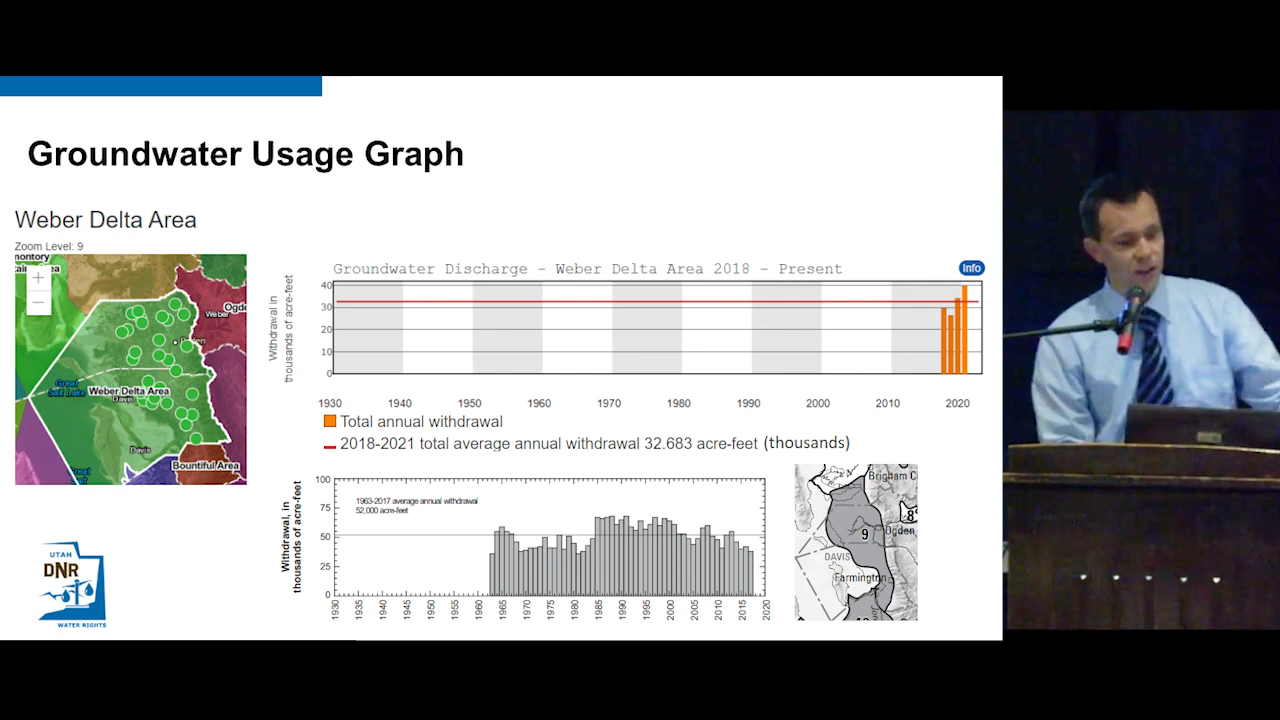 Groundwater Usage Graph
Weber Delta Area
Zoom Level: 9
montory
+
−
Ogde
Weber
Great
Salt Lake
Weber Delta Area
Davis
Davis
Great
Bountiful Area
Groundwater Discharge - Weber Delta Area 2018 - Present
Info
Withdrawal in
thousands of acre-feet
40
30
20
10
0
1930 1940 1950 1960 1970 1980 1990 2000 2010 2020
Total annual withdrawal
2018-2021 total average annual withdrawal 32.683 acre-feet (thousands)
Withdrawal, in
thousands of acre-feet
100
75
50
25
0
1963-2017 average annual withdrawal
52,000 acre-feet
1930 1935 1940 1945 1950 1955 1960 1965 1970 1975 1980 1985 1990 1995 2000 2005 2010 2015 2020
Brigham C
8
9
Ogden
DAVIS
Farmington
UTAH
DNR
WATER RIGHTS